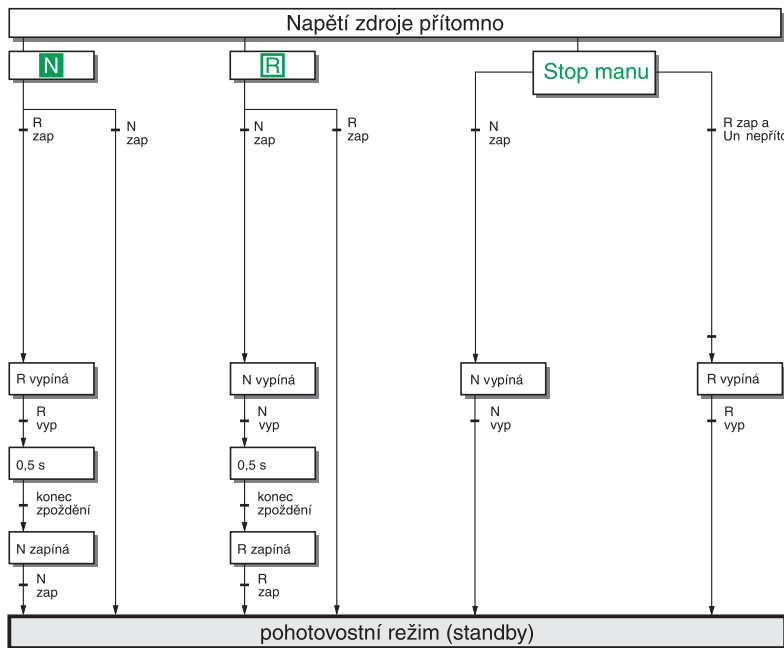 Napětí zdroje přítomno
N
R
Stop manu
R
zap
N
zap
N
zap
R
zap
N
zap
R zap a
Un
R vypíná
N vypíná
N vypíná
R vypíná
R
vyp
N
vyp
N
vyp
R
vyp
0,5 s
0,5 s
konec
zpoždění
konec
zpoždění
N zapíná
R zapíná
N
zap
R
zap
pohotovostní režim (standby)